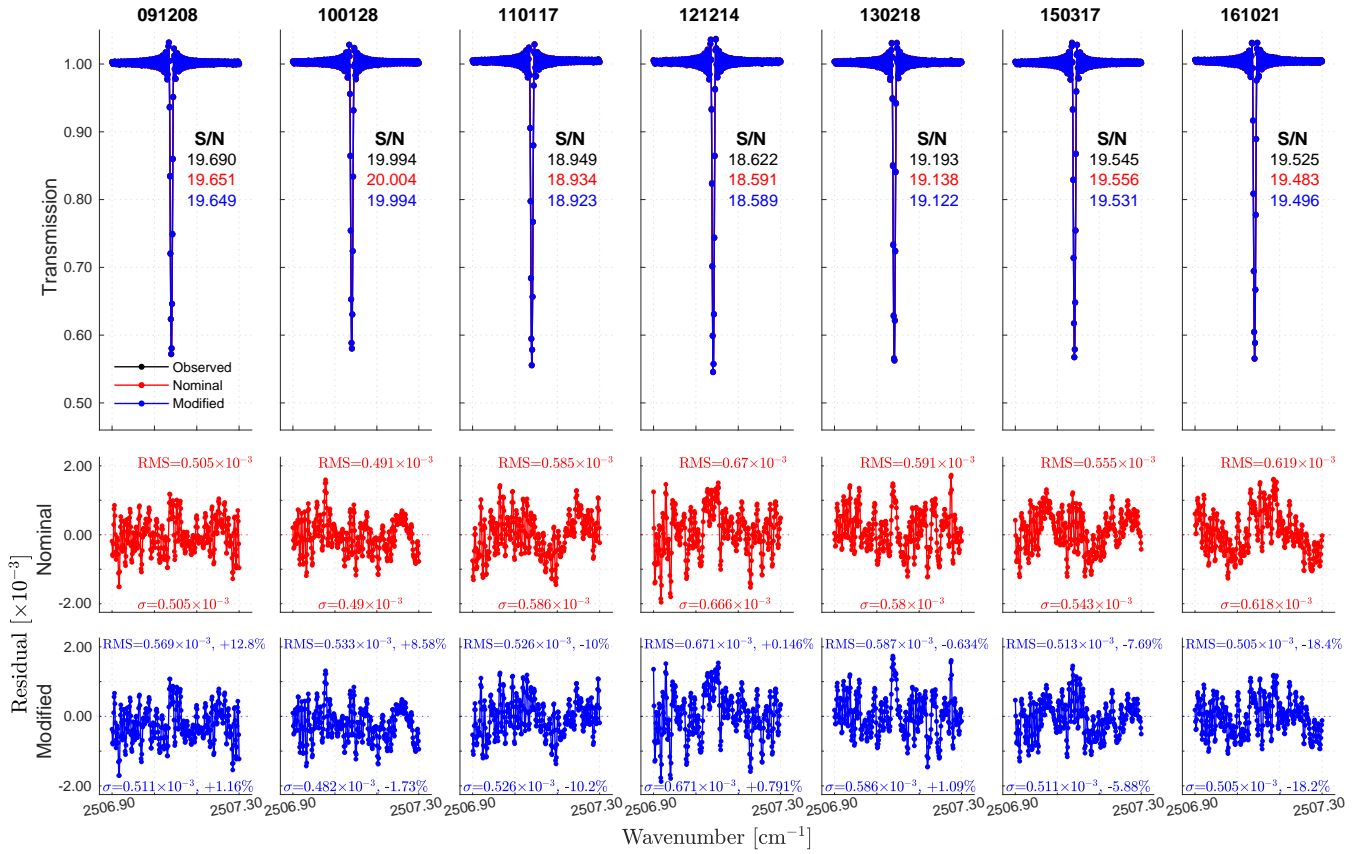 091208 100128 110117 121214 130218 150317 161021
Transmission
1.00
0.90
0.80
0.70
0.60
0.50
S/N S/N S/N S/N S/N S/N S/N
19.690 19.994 18.949 18.622 19.193 19.545 19.525
19.651 20.004 18.934 18.591 19.138 19.556 19.483
19.649 19.994 18.923 18.589 19.122 19.531 19.496
Observed
Nominal
Modified
Residual [×10⁻³]
Nominal
2.00
0.00
-2.00
RMS=0.505×10⁻³ RMS=0.491×10⁻³ RMS=0.585×10⁻³ RMS=0.67×10⁻³ RMS=0.591×10⁻³ RMS=0.555×10⁻³ RMS=0.619×10⁻³
σ=0.505×10⁻³ σ=0.49×10⁻³ σ=0.586×10⁻³ σ=0.666×10⁻³ σ=0.58×10⁻³ σ=0.543×10⁻³ σ=0.618×10⁻³
Modified
2.00
0.00
-2.00
RMS=0.569×10⁻³, +12.8% RMS=0.533×10⁻³, +8.58% RMS=0.526×10⁻³, -10% RMS=0.671×10⁻³, +0.146% RMS=0.587×10⁻³, -0.634% RMS=0.513×10⁻³, -7.69% RMS=0.505×10⁻³, -18.4%
σ=0.511×10⁻³, +1.16% σ=0.482×10⁻³, -1.73% σ=0.526×10⁻³, -10.2% σ=0.671×10⁻³, +0.791% σ=0.586×10⁻³, +1.09% σ=0.511×10⁻³, -5.88% σ=0.505×10⁻³, -18.2%
2506.90 2507.30 2506.90 2507.30 2506.90 2507.30 2506.90 2507.30 2506.90 2507.30 2506.90 2507.30 2506.90 2507.30
Wavenumber [cm⁻¹]